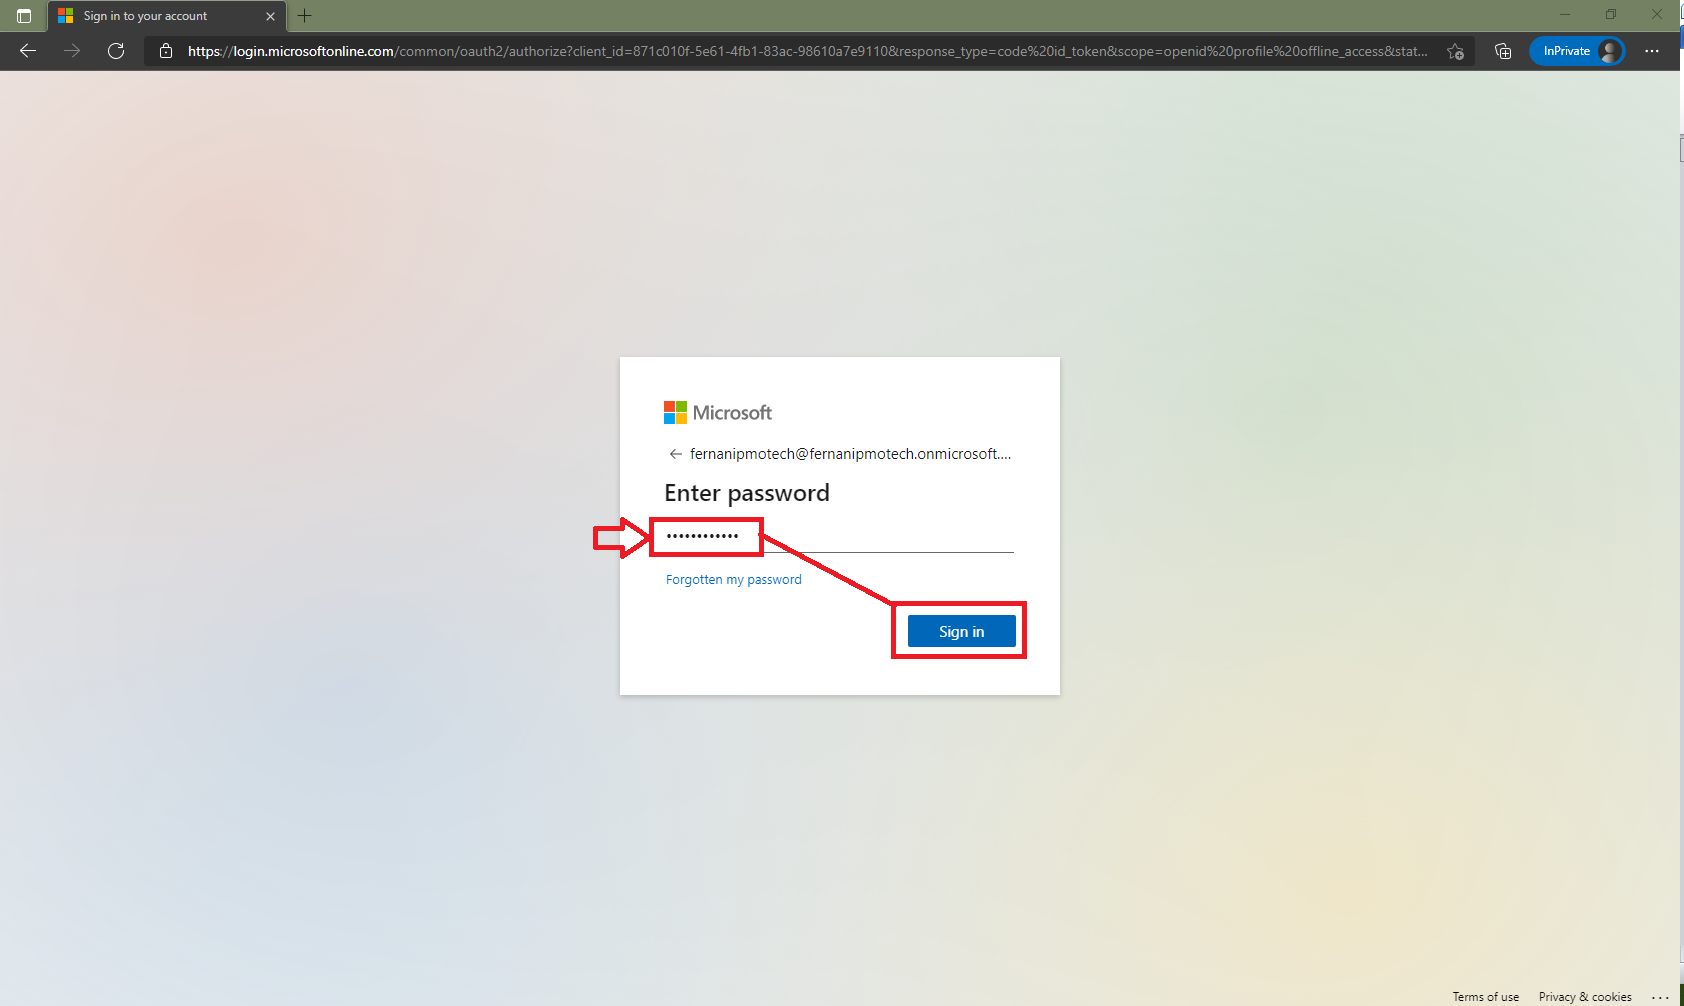 Sign in to your account
https://login.microsoftonline.com/common/oauth2/authorize?client_id=871c010f-5e61-4fb1-83ac-98610a7e9110&response_type=code%20id_token&scope=openid%20profile%20offline_access&stat...
InPrivate
Microsoft
fernanipmotech@fernanipmotech.onmicrosoft....
Enter password
••••••••••••
Forgotten my password
Sign in
Terms of use Privacy & cookies ...